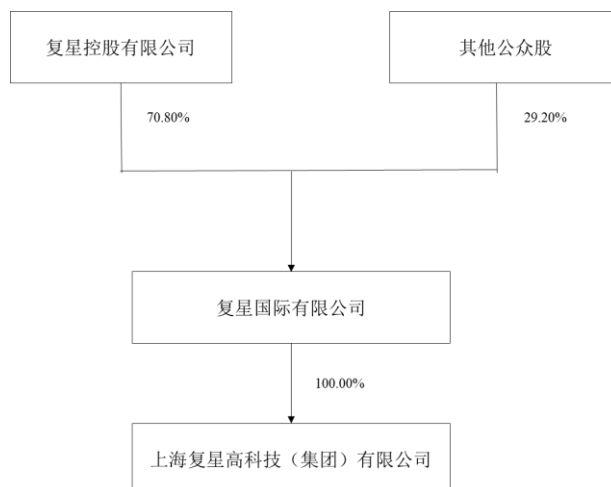 复星控股有限公司
其他公众股
70.80%
29.20%
复星国际有限公司
100.00%
上海复星高科技（集团）有限公司